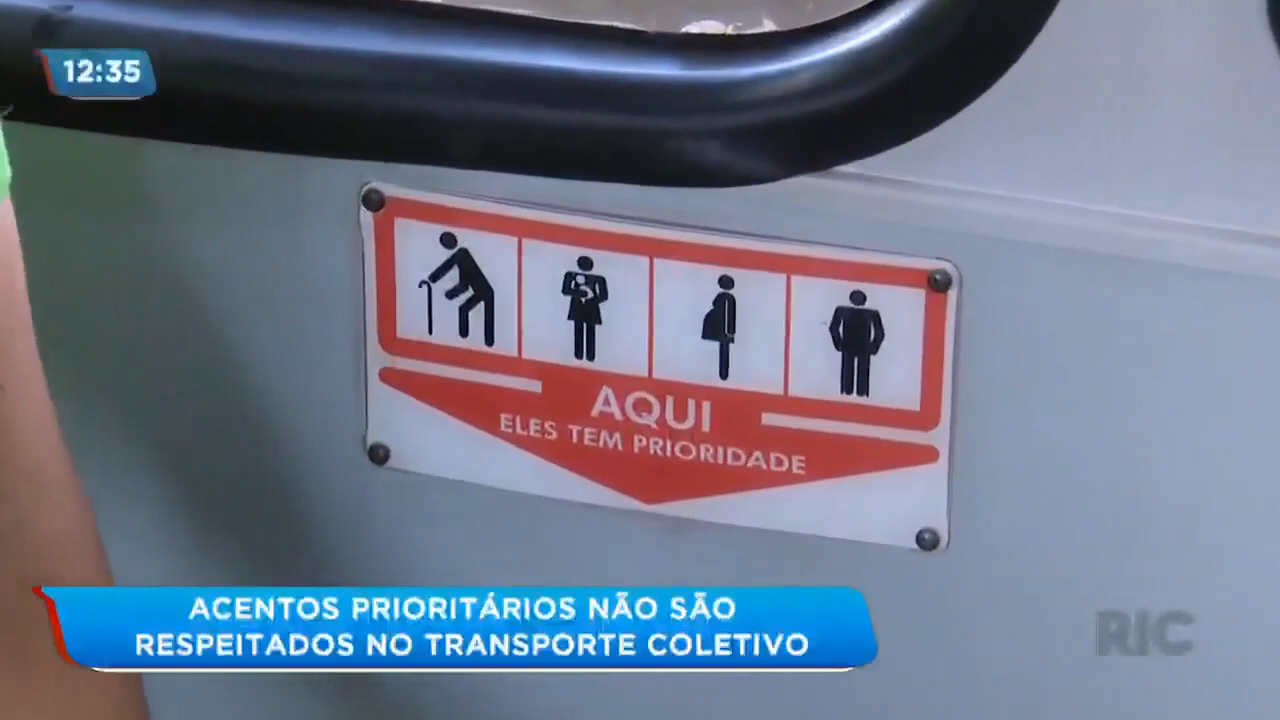 12:35
AQUI
ELES TEM PRIORIDADE
ACENTOS PRIORITÁRIOS NÃO SÃO
RESPEITADOS NO TRANSPORTE COLETIVO
RIC